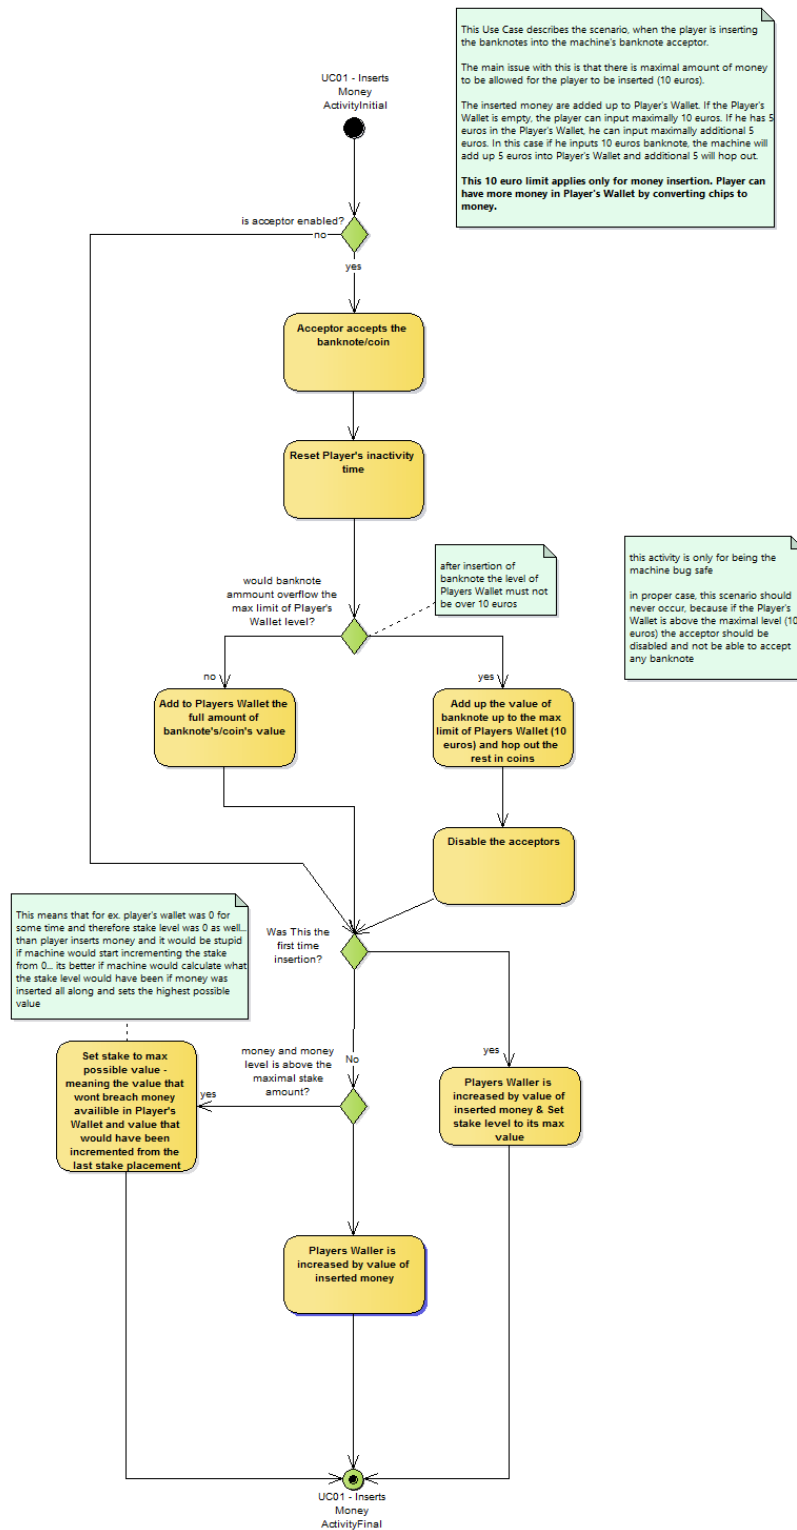 This Use Case describes the scenario, when the player is inserting
the banknotes into the machine's banknote acceptor.
The main issue with this is that there is maximal amount of money
to be allowed for the player to be inserted (10 euros).
The inserted money are added up to Player's Wallet. If the Player's
Wallet is empty, the player can input maximally 10 euros. If he has 5
euros in the Player's Wallet, he can input maximally additional 5
euros. In this case if he inputs 10 euros banknote, the machine will
add up 5 euros into Player's Wallet and additional 5 will hop out.
This 10 euro limit applies only for money insertion. Player can
have more money in Player's Wallet by converting chips to
money.
UC01 - Inserts
Money
ActivityInitial
is acceptor enabled?
no
yes
Acceptor accepts the
banknote/coin
Reset Player's inactivity
time
would banknote
ammount overflow the
max limit of Player's
Wallet level?
after insertion of
banknote the level of
Players Wallet must not
be over 10 euros
this activity is only for being the
machine bug safe
in proper case, this scenario should
never occur, because if the Player's
Wallet is above the maximal level (10
euros) the acceptor should be
disabled and not be able to accept
any banknote
no
yes
Add to Players Wallet the
full amount of
banknote's/coin's value
Add up the value of
banknote up to the max
limit of Players Wallet (10
euros) and hop out the
rest in coins
Disable the acceptors
This means that for ex. player's wallet was 0 for
some time and therefore stake level was 0 as well...
than player inserts money and it would be stupid
if machine would start incrementing the stake
from 0... its better if machine would calculate what
the stake level would have been if money was
inserted all along and sets the highest possible
value
Was This the
first time
insertion?
yes
No
money and money
level is above the
maximal stake
amount?
yes
Set stake to max
possible value -
meaning the value that
wont breach money
availible in Player's
Wallet and value that
would have been
incremented from the
last stake placement
Players Waller is
increased by value of
inserted money & Set
stake level to its max
value
Players Waller is
increased by value of
inserted money
UC01 - Inserts
Money
ActivityFinal